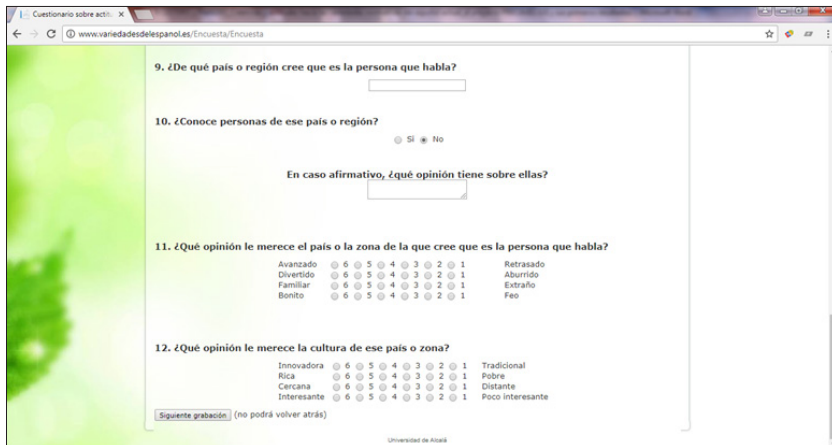 Cuestionario sobre actitu
www.variedadesdelespanol.es/Encuesta/Encuesta
9. ¿De qué país o región cree que es la persona que habla?
10. ¿Conoce personas de ese país o región?
Sí No
En caso afirmativo, ¿qué opinión tiene sobre ellas?
11. ¿Qué opinión le merece el país o la zona de la que cree que es la persona que habla?
Avanzado 6 5 4 3 2 1 Retrasado
Divertido 6 5 4 3 2 1 Aburrido
Familiar 6 5 4 3 2 1 Extraño
Bonito 6 5 4 3 2 1 Feo
12. ¿Qué opinión le merece la cultura de ese país o zona?
Innovadora 6 5 4 3 2 1 Tradicional
Rica 6 5 4 3 2 1 Pobre
Cercana 6 5 4 3 2 1 Distante
Interesante 6 5 4 3 2 1 Poco interesante
Siguiente grabación (no podrá volver atrás)
Universidad de Alcalá